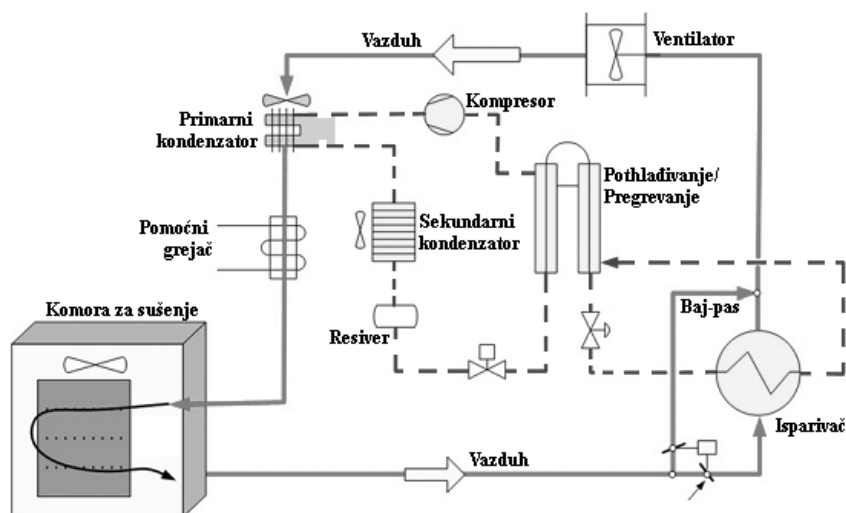 Vazduh
Ventilator
Kompresor
Primarni
kondenzator
Pothlađivanje/
Pregrevanje
Pomoćni
grejač
Sekundarni
kondenzator
Komora za sušenje
Baj-pas
Resiver
Isparivač
Vazduh